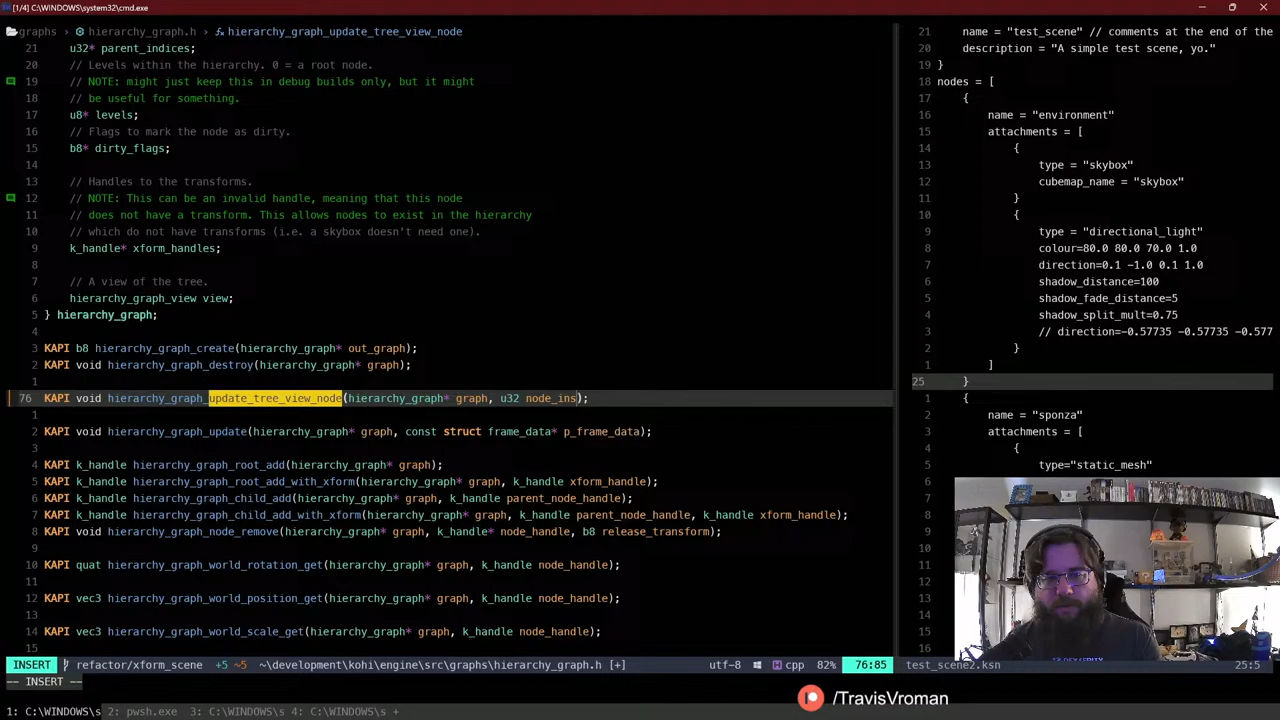 [1/4] C:\WINDOWS\system32\cmd.exe
graphs › hierarchy_graph.h › hierarchy_graph_update_tree_view_node
21 u32* parent_indices;
20 // Levels within the hierarchy. 0 = a root node.
19 // NOTE: might just keep this in debug builds only, but it might
18 // be useful for something.
17 u8* levels;
16 // Flags to mark the node as dirty.
15 b8* dirty_flags;
14
13 // Handles to the transforms.
12 // NOTE: This can be an invalid handle, meaning that this node
11 // does not have a transform. This allows nodes to exist in the hierarchy
10 // which do not have transforms (i.e. a skybox doesn't need one).
9 k_handle* xform_handles;
8
7 // A view of the tree.
6 hierarchy_graph_view view;
5 } hierarchy_graph;
4
3 KAPI b8 hierarchy_graph_create(hierarchy_graph* out_graph);
2 KAPI void hierarchy_graph_destroy(hierarchy_graph* graph);
1
76 KAPI void hierarchy_graph_update_tree_view_node(hierarchy_graph* graph, u32 node_ins);
1
2 KAPI void hierarchy_graph_update(hierarchy_graph* graph, const struct frame_data* p_frame_data);
3
4 KAPI k_handle hierarchy_graph_root_add(hierarchy_graph* graph);
5 KAPI k_handle hierarchy_graph_root_add_with_xform(hierarchy_graph* graph, k_handle xform_handle);
6 KAPI k_handle hierarchy_graph_child_add(hierarchy_graph* graph, k_handle parent_node_handle);
7 KAPI k_handle hierarchy_graph_child_add_with_xform(hierarchy_graph* graph, k_handle parent_node_handle, k_handle xform_handle);
8 KAPI void hierarchy_graph_node_remove(hierarchy_graph* graph, k_handle* node_handle, b8 release_transform);
9
10 KAPI quat hierarchy_graph_world_rotation_get(hierarchy_graph* graph, k_handle node_handle);
11
12 KAPI vec3 hierarchy_graph_world_position_get(hierarchy_graph* graph, k_handle node_handle);
13
14 KAPI vec3 hierarchy_graph_world_scale_get(hierarchy_graph* graph, k_handle node_handle);
15
INSERT refactor/xform_scene +5 ~5 ~\development\kohi\engine\src\graphs\hierarchy_graph.h [+] utf-8 cpp 82% 76:85
-- INSERT --
1: C:\WINDOWS\s 2: pwsh.exe 3: C:\WINDOWS\s 4: C:\WINDOWS\s +
21 name = "test_scene" // comments at the end of the
20 description = "A simple test scene, yo."
19 }
18 nodes = [
17 {
16 name = "environment"
15 attachments = [
14 {
13 type = "skybox"
12 cubemap_name = "skybox"
11 }
10 {
9 type = "directional_light"
8 colour=80.0 80.0 70.0 1.0
7 direction=0.1 -1.0 0.1 1.0
6 shadow_distance=100
5 shadow_fade_distance=5
4 shadow_split_mult=0.75
3 // direction=-0.57735 -0.57735 -0.577
2 }
1 ]
25 }
1 {
2 name = "sponza"
3 attachments = [
4 {
5 type="static_mesh"
6
7
8
9
10
11
12
13
14
15
16
test_scene2.ksn 25:5
/TravisVroman